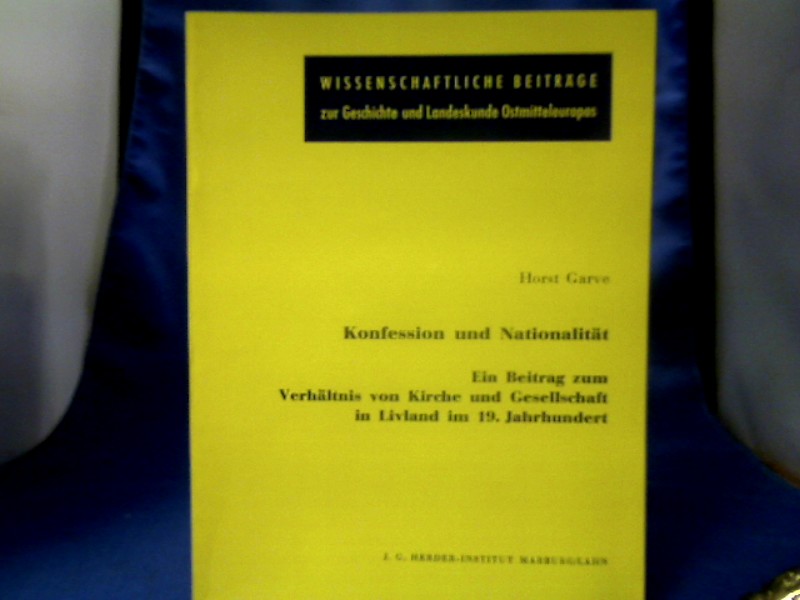 WISSENSCHAFTLICHE BEITRÄGE
zur Geschichte und Landeskunde Ostmitteleuropas
Horst Garve
Konfession und Nationalität
Ein Beitrag zum
Verhältnis von Kirche und Gesellschaft
in Livland im 19. Jahrhundert
J. G. HERDER-INSTITUT MARBURG/LAHN